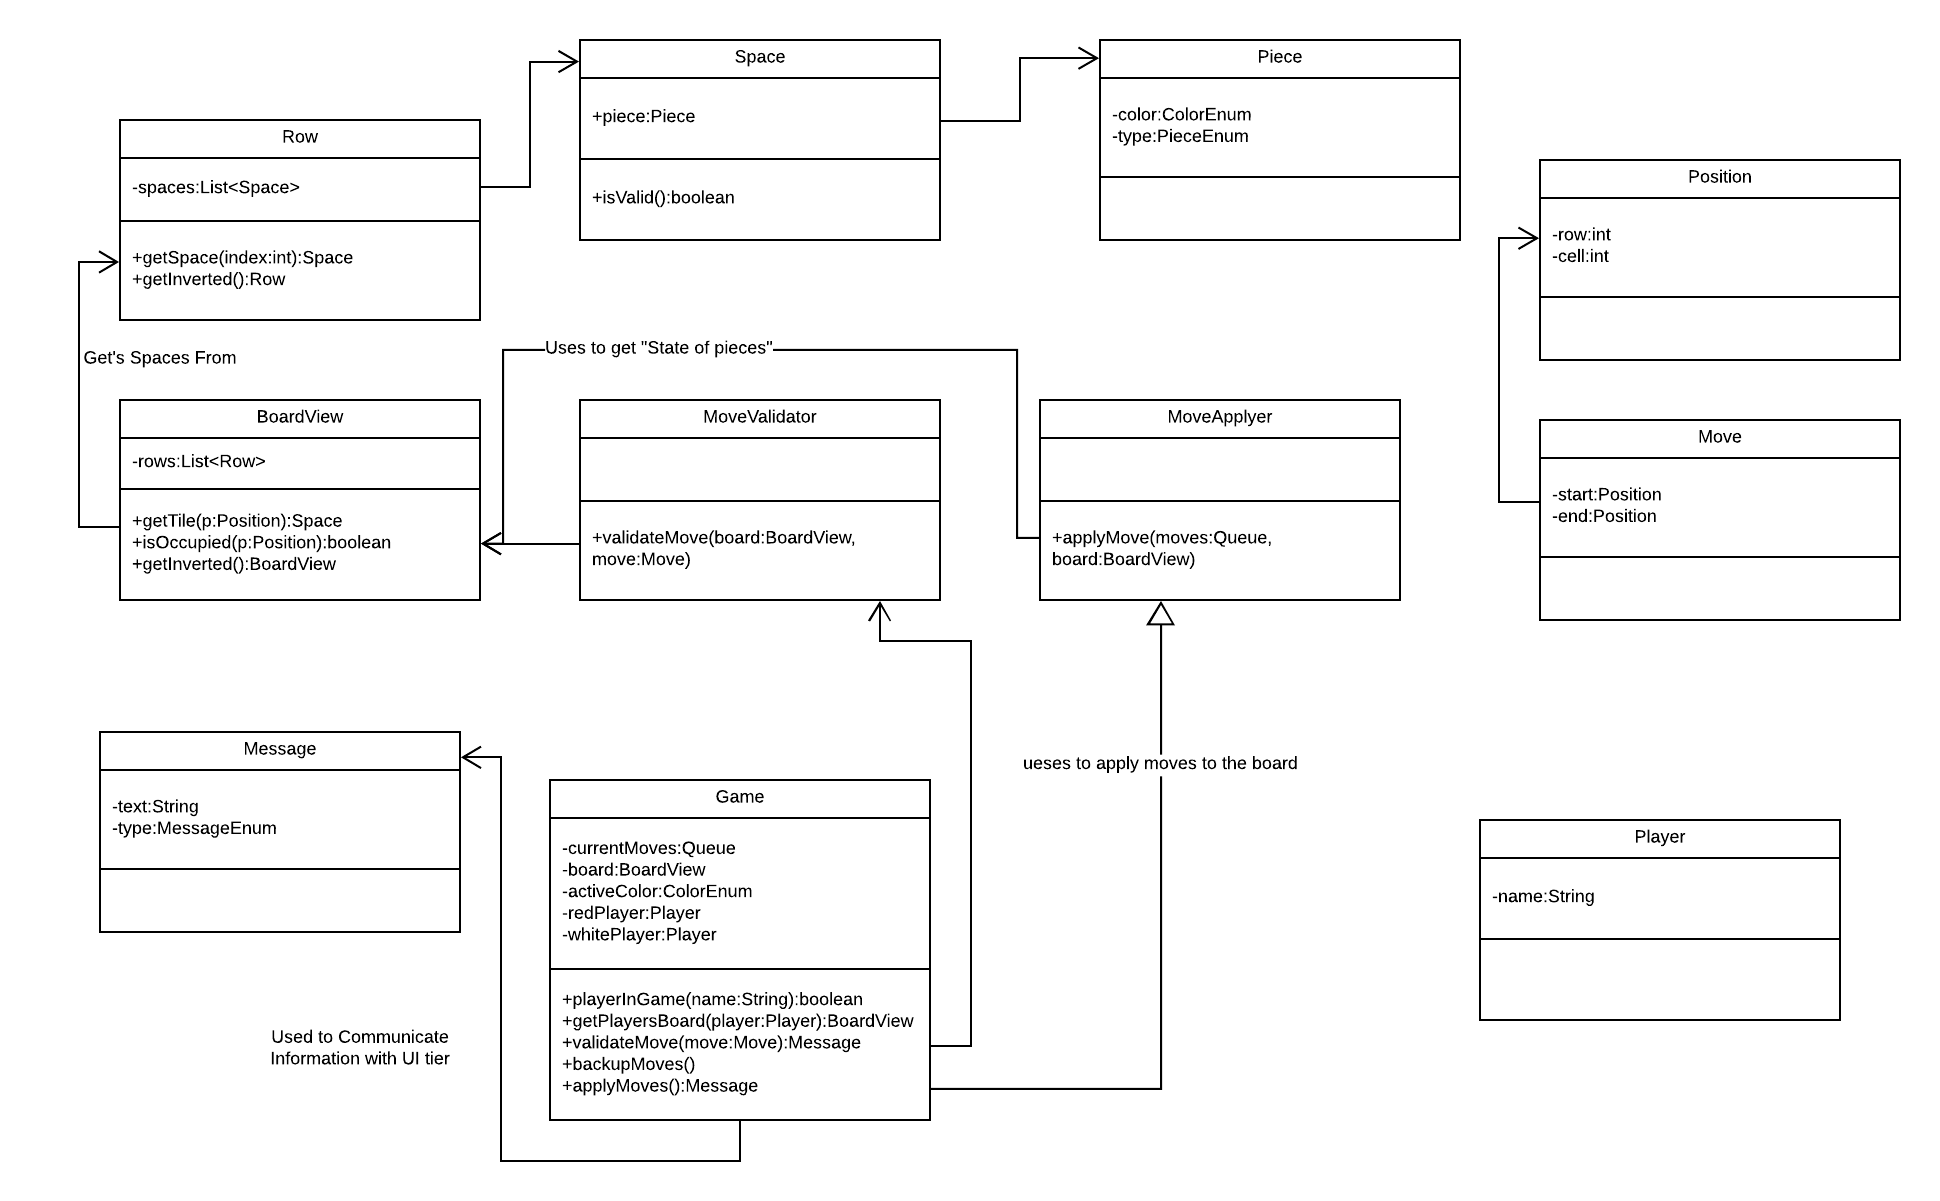 Space
+piece:Piece
+isValid():boolean
Piece
-color:ColorEnum
-type:PieceEnum
Row
-spaces:List<Space>
+getSpace(index:int):Space
+getInverted():Row
Position
-row:int
-cell:int
Get's Spaces From
Uses to get "State of pieces"
BoardView
-rows:List<Row>
+getTile(p:Position):Space
+isOccupied(p:Position):boolean
+getInverted():BoardView
MoveValidator
+validateMove(board:BoardView,
move:Move)
MoveApplyer
+applyMove(moves:Queue,
board:BoardView)
Move
-start:Position
-end:Position
Message
-text:String
-type:MessageEnum
ueses to apply moves to the board
Game
-currentMoves:Queue
-board:BoardView
-activeColor:ColorEnum
-redPlayer:Player
-whitePlayer:Player
+playerInGame(name:String):boolean
+getPlayersBoard(player:Player):BoardView
+validateMove(move:Move):Message
+backupMoves()
+applyMoves():Message
Player
-name:String
Used to Communicate
Information with UI tier